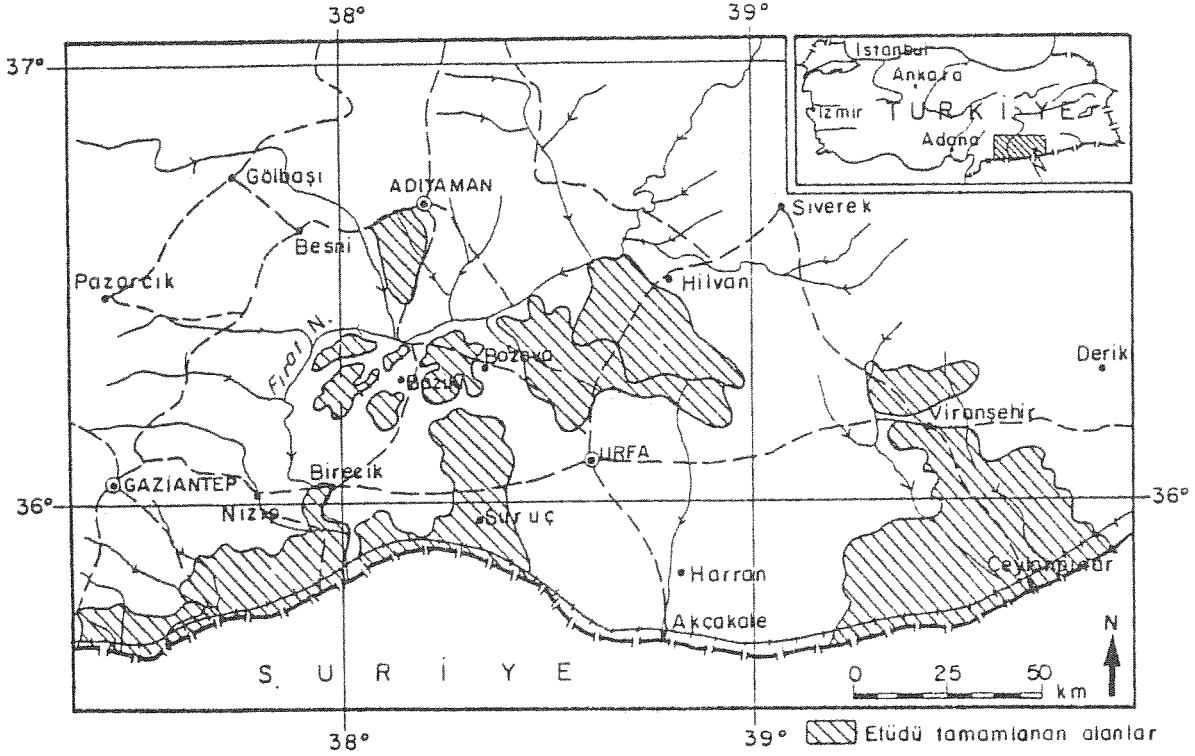 38°
39°
37°
İstanbul
Ankara
İzmir
TÜRKİYE
Adana
Gölbaşı
ADIYAMAN
Siverek
Besni
Pazarcık
Hilvan
Fırat N.
Bozova
Derik
Viranşehir
URFA
Birecik
GAZİANTEP
36°
36°
Nizip
Suruç
Ceylanpınar
Harran
Akçakale
N
SURİYE
0 25 50
km
38°
39°
Etüdü tamamlanan alanlar